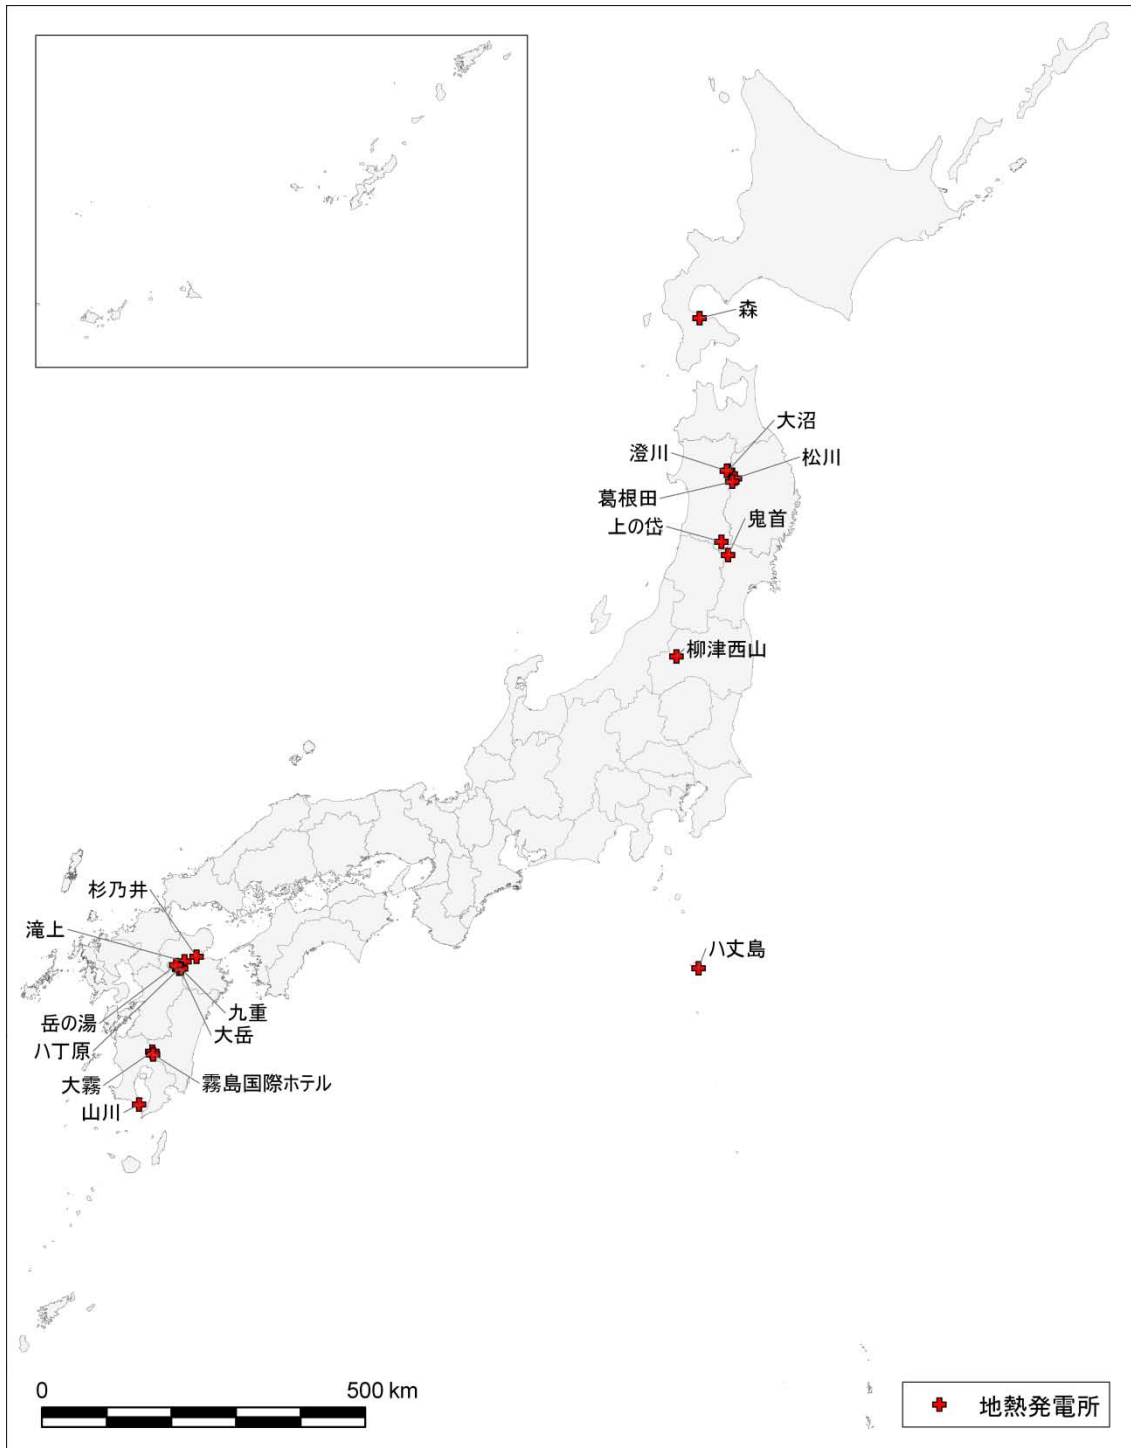 森
大沼
澄川
松川
葛根田
上の岱
鬼首
柳津西山
杉乃井
滝上
八丈島
岳の湯
九重
大岳
八丁原
大霧
霧島国際ホテル
山川
0 500 km
地熱発電所